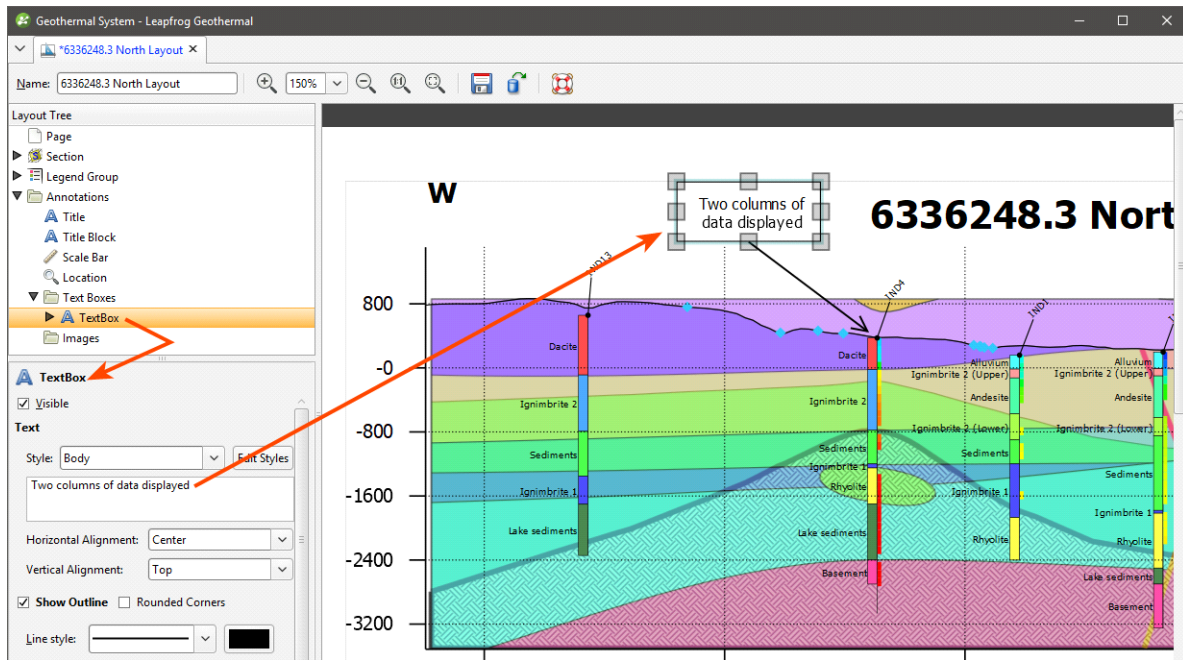 Geothermal System - Leapfrog Geothermal
*6336248.3 North Layout
Name: 6336248.3 North Layout
150%
Layout Tree
Page
Section
Legend Group
Annotations
Title
Title Block
Scale Bar
Location
Text Boxes
TextBox
Images
TextBox
Visible
Text
Style: Body
Edit Styles
Two columns of data displayed
Horizontal Alignment: Center
Vertical Alignment: Top
Show Outline
Rounded Corners
Line style:
W
Two columns of
data displayed
6336248.3 Nort
IND13
IND4
IND1
800
-0
-800
-1600
-2400
-3200
Dacite
Ignimbrite 2
Sediments
Ignimbrite 1
Lake sediments
Dacite
Ignimbrite 2
Sediments
Ignimbrite 1
Rhyolite
Lake sediments
Basement
Alluvium
Ignimbrite 2 (Upper)
Andesite
Ignimbrite 2 (Lower)
Sediments
Ignimbrite 1
Rhyolite
Alluvium
Ignimbrite 2 (Upper)
Andesite
Ignimbrite 2 (Lower)
Sediments
Ignimbrite 1
Rhyolite
Lake sediments
Basement